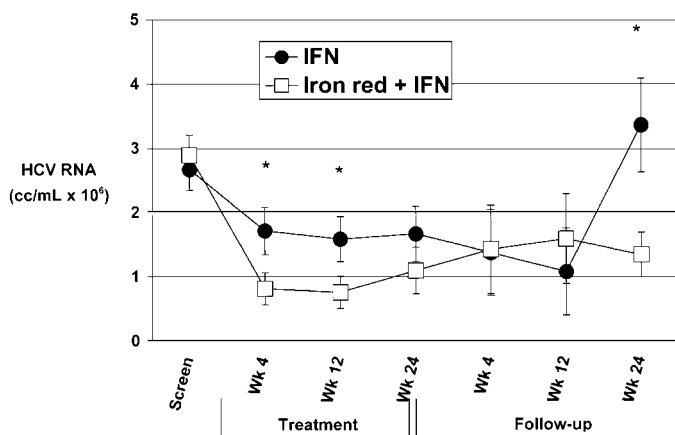 5
*
IFN
Iron red + IFN
4
3
*
*
HCV RNA
(cc/mL x 10⁶)
2
1
0
Screen
Wk 4
Wk 12
Wk 24
Wk 4
Wk 12
Wk 24
Treatment
Follow-up